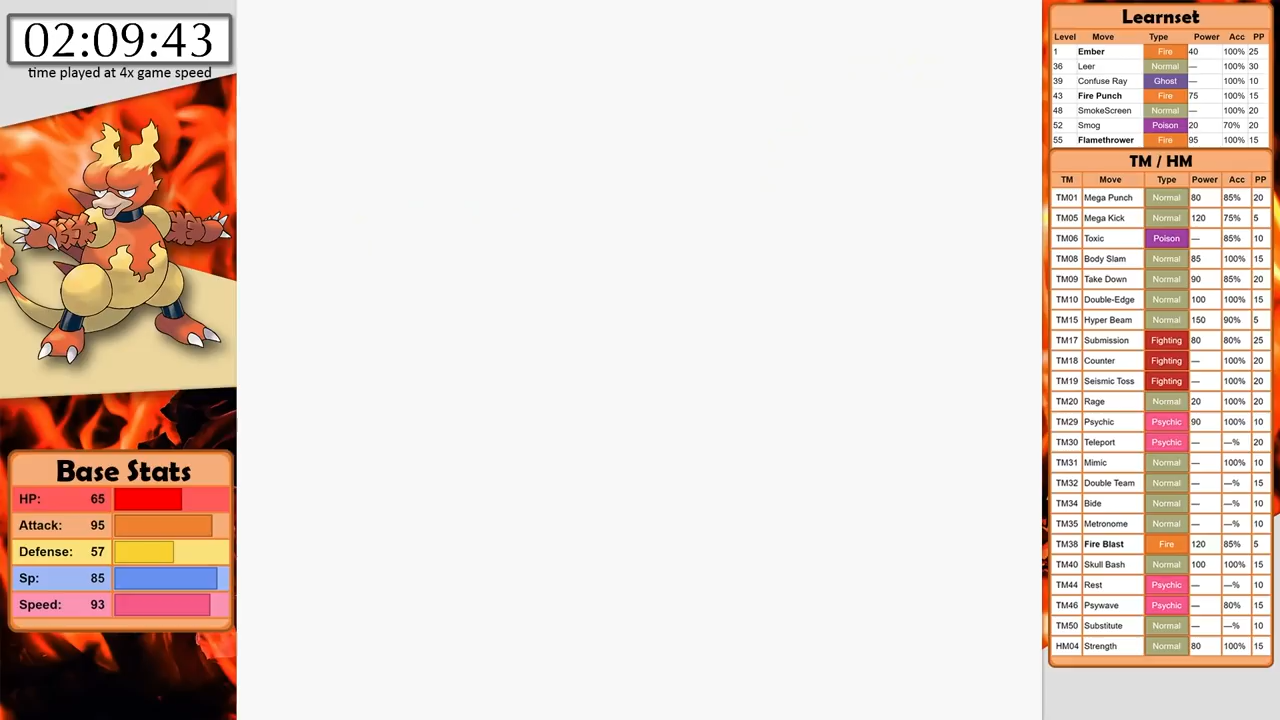 02:09:43
time played at 4x game speed
Base Stats
HP: 65
Attack: 95
Defense: 57
Sp: 85
Speed: 93
Learnset
Level Move Type Power Acc PP
1 Ember Fire 40 100% 25
36 Leer Normal — 100% 30
39 Confuse Ray Ghost — 100% 10
43 Fire Punch Fire 75 100% 15
48 SmokeScreen Normal — 100% 20
52 Smog Poison 20 70% 20
55 Flamethrower Fire 95 100% 15
TM / HM
TM Move Type Power Acc PP
TM01 Mega Punch Normal 80 85% 20
TM05 Mega Kick Normal 120 75% 5
TM06 Toxic Poison — 85% 10
TM08 Body Slam Normal 85 100% 15
TM09 Take Down Normal 90 85% 20
TM10 Double-Edge Normal 100 100% 15
TM15 Hyper Beam Normal 150 90% 5
TM17 Submission Fighting 80 80% 25
TM18 Counter Fighting — 100% 20
TM19 Seismic Toss Fighting — 100% 20
TM20 Rage Normal 20 100% 20
TM29 Psychic Psychic 90 100% 10
TM30 Teleport Psychic — —% 20
TM31 Mimic Normal — 100% 10
TM32 Double Team Normal — —% 15
TM34 Bide Normal — —% 10
TM35 Metronome Normal — —% 10
TM38 Fire Blast Fire 120 85% 5
TM40 Skull Bash Normal 100 100% 15
TM44 Rest Psychic — —% 10
TM46 Psywave Psychic — 80% 15
TM50 Substitute Normal — —% 10
HM04 Strength Normal 80 100% 15